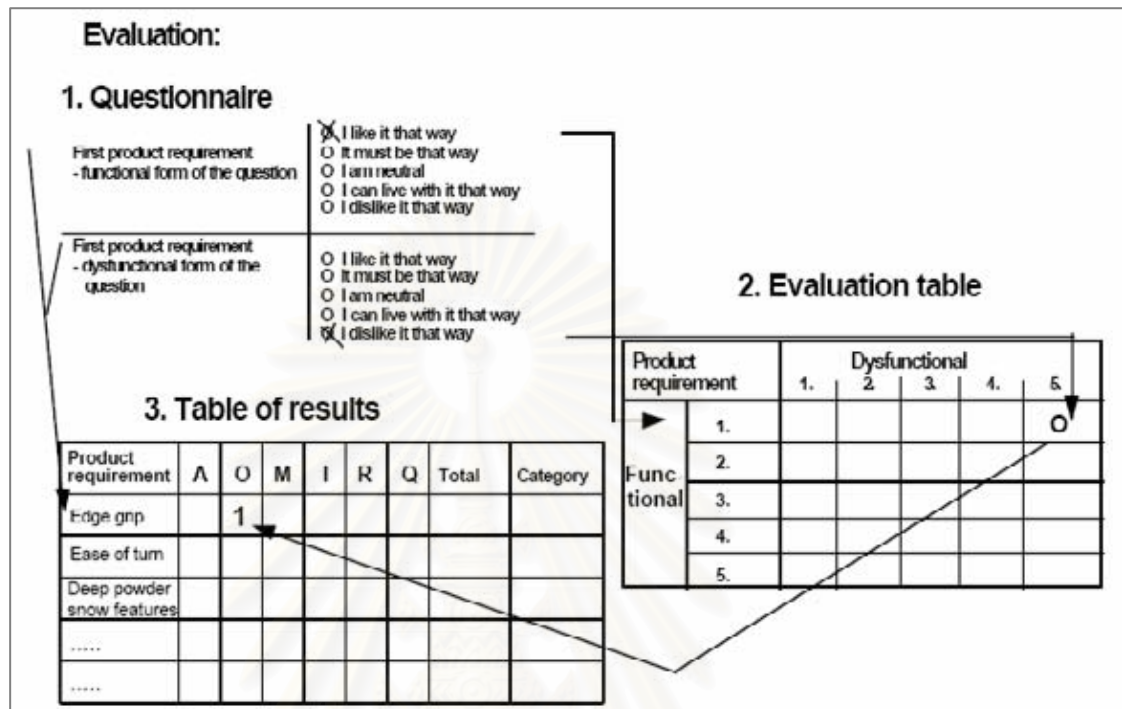 Evaluation:
1. Questionnaire
First product requirement
- functional form of the question
O I like it that way
O It must be that way
O I am neutral
O I can live with it that way
O I dislike it that way
First product requirement
- dysfunctional form of the
question
O I like it that way
O It must be that way
O I am neutral
O I can live with it that way
O I dislike it that way
2. Evaluation table
Product
requirement
Dysfunctional
1. 2. 3. 4. 5.
Func
tional
1. O
2.
3.
4.
5.
3. Table of results
Product
requirement A O M I R Q Total Category
Edge grip 1
Ease of turn
Deep powder
snow features
.....
.....